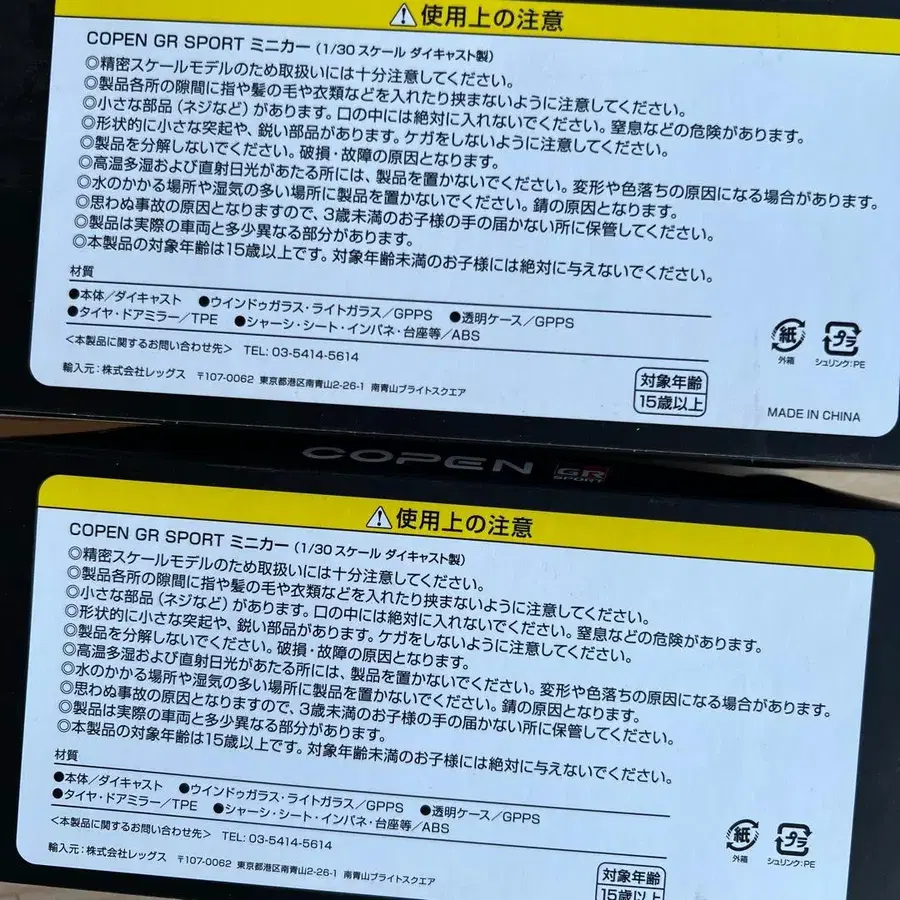 ⚠使用上の注意
COPEN GR SPORT ミニカー (1/30 スケール ダイキャスト製)
◎精密スケールモデルのため取扱いには十分注意してください。
◎製品各所の隙間に指や髪の毛や衣類などを入れたり挟まないように注意してください。
◎小さな部品(ネジなど)があります。口の中には絶対に入れないでください。窒息などの危険があります。
◎形状的に小さな突起や、鋭い部品があります。ケガをしないように注意してください。
◎製品を分解しないでください。破損・故障の原因となります。
◎高温多湿および直射日光があたる所には、製品を置かないでください。変形や色落ちの原因になる場合があります。
◎水のかかる場所や湿気の多い場所に製品を置かないでください。錆の原因となります。
◎思わぬ事故の原因となりますので、3歳未満のお子様の手の届かない所に保管してください。
◎製品は実際の車両と多少異なる部分があります。
◎本製品の対象年齢は15歳以上です。対象年齢未満のお子様には絶対に与えないでください。
材質
●本体/ダイキャスト ●ウインドゥガラス・ライトガラス/GPPS ●透明ケース/GPPS
●タイヤ・ドアミラー/TPE ●シャーシ・シート・インパネ・台座等/ABS
<本製品に関するお問い合わせ先> TEL: 03-5414-5614
輸入元:株式会社レッグス 〒107-0062 東京都港区南青山2-26-1 南青山ブライトスクエア
対象年齢
15歳以上
紙
外箱
プラ
シュリンク:PE
MADE IN CHINA
COPEN GR SPORT
⚠使用上の注意
COPEN GR SPORT ミニカー (1/30 スケール ダイキャスト製)
◎精密スケールモデルのため取扱いには十分注意してください。
◎製品各所の隙間に指や髪の毛や衣類などを入れたり挟まないように注意してください。
◎小さな部品(ネジなど)があります。口の中には絶対に入れないでください。窒息などの危険があります。
◎形状的に小さな突起や、鋭い部品があります。ケガをしないように注意してください。
◎製品を分解しないでください。破損・故障の原因となります。
◎高温多湿および直射日光があたる所には、製品を置かないでください。変形や色落ちの原因になる場合があります。
◎水のかかる場所や湿気の多い場所に製品を置かないでください。錆の原因となります。
◎思わぬ事故の原因となりますので、3歳未満のお子様の手の届かない所に保管してください。
◎製品は実際の車両と多少異なる部分があります。
◎本製品の対象年齢は15歳以上です。対象年齢未満のお子様には絶対に与えないでください。
材質
●本体/ダイキャスト ●ウインドゥガラス・ライトガラス/GPPS ●透明ケース/GPPS
●タイヤ・ドアミラー/TPE ●シャーシ・シート・インパネ・台座等/ABS
<本製品に関するお問い合わせ先> TEL: 03-5414-5614
輸入元:株式会社レッグス 〒107-0062 東京都港区南青山2-26-1 南青山ブライトスクエア
対象年齢
15歳以上
紙
外箱
プラ
シュリンク:PE